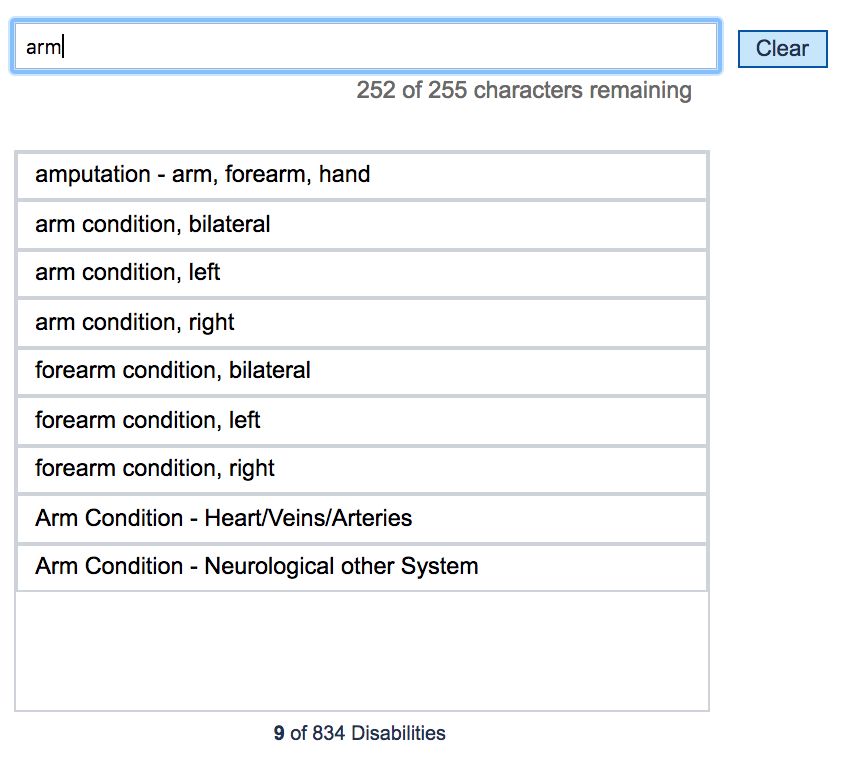 arm
Clear
252 of 255 characters remaining
amputation - arm, forearm, hand
arm condition, bilateral
arm condition, left
arm condition, right
forearm condition, bilateral
forearm condition, left
forearm condition, right
Arm Condition - Heart/Veins/Arteries
Arm Condition - Neurological other System
9 of 834 Disabilities